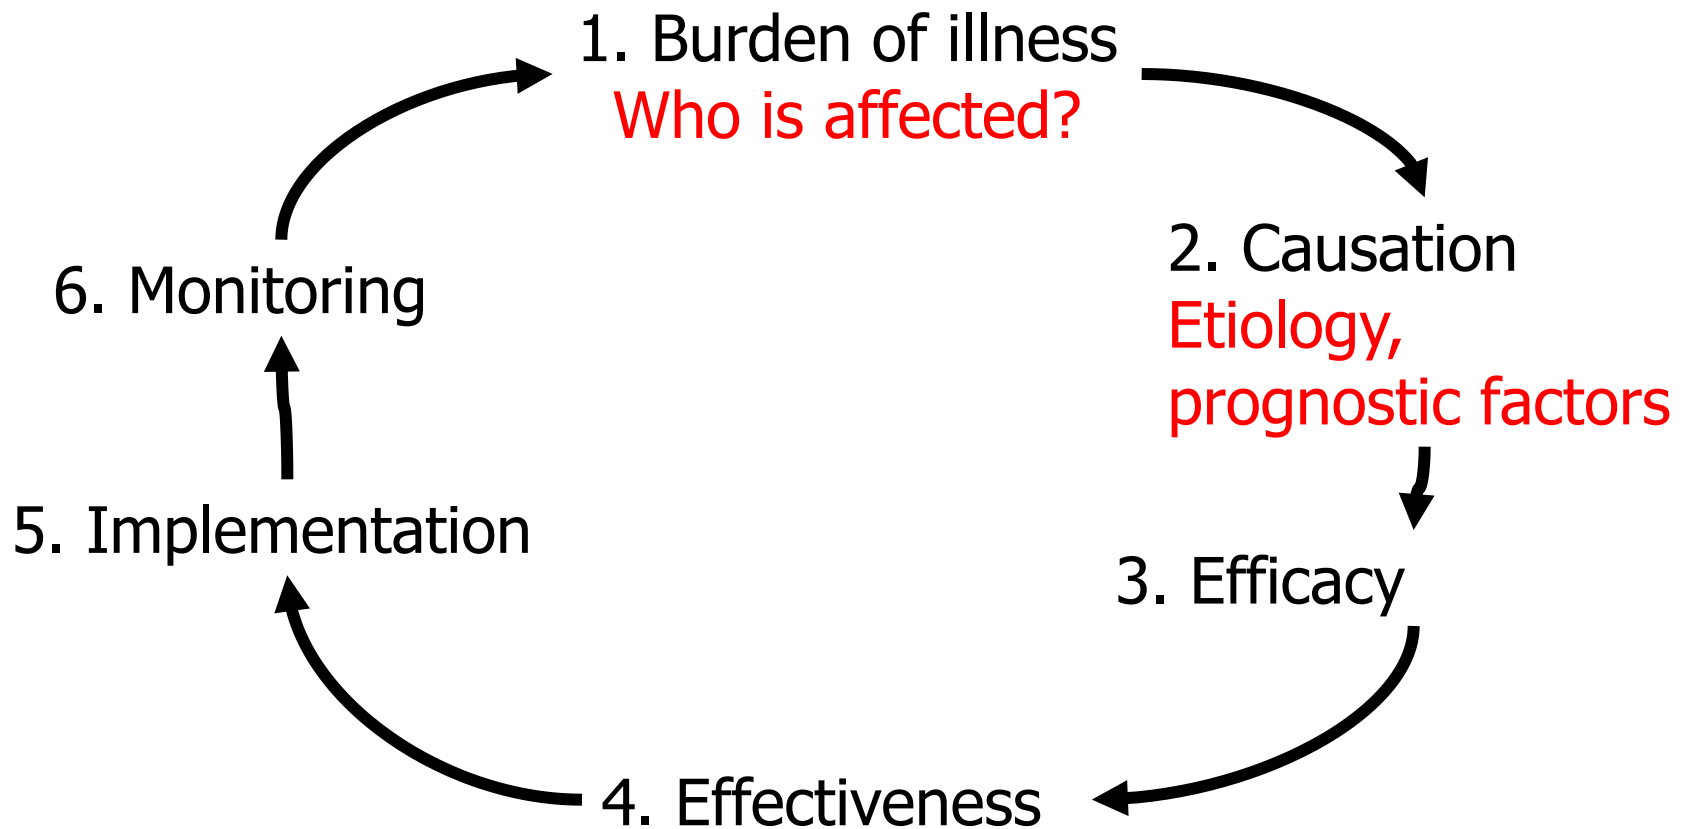 1. Burden of illness
Who is affected?
2. Causation
Etiology,
prognostic factors
3. Efficacy
4. Effectiveness
5. Implementation
6. Monitoring